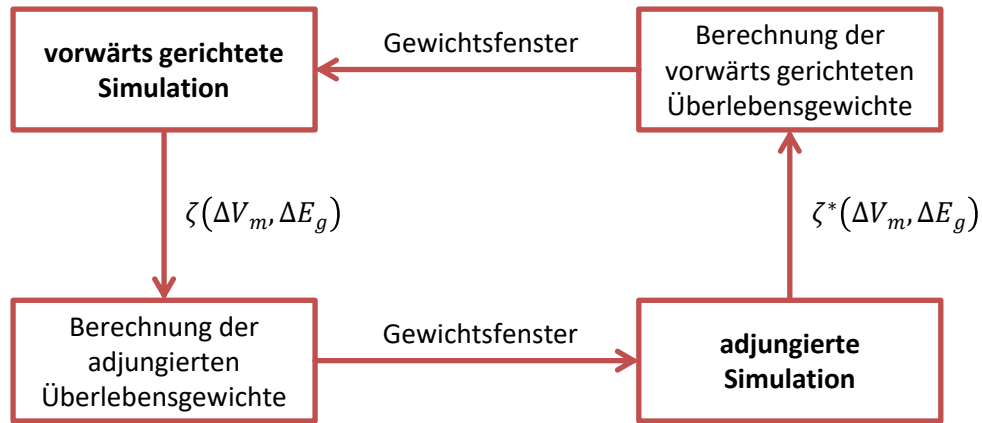 vorwärts gerichtete
Simulation
Gewichtsfenster
Berechnung der
vorwärts gerichteten
Überlebensgewichte
ζ(ΔV_m, ΔE_g)
ζ*(ΔV_m, ΔE_g)
Berechnung der
adjungierten
Überlebensgewichte
Gewichtsfenster
adjungierte
Simulation